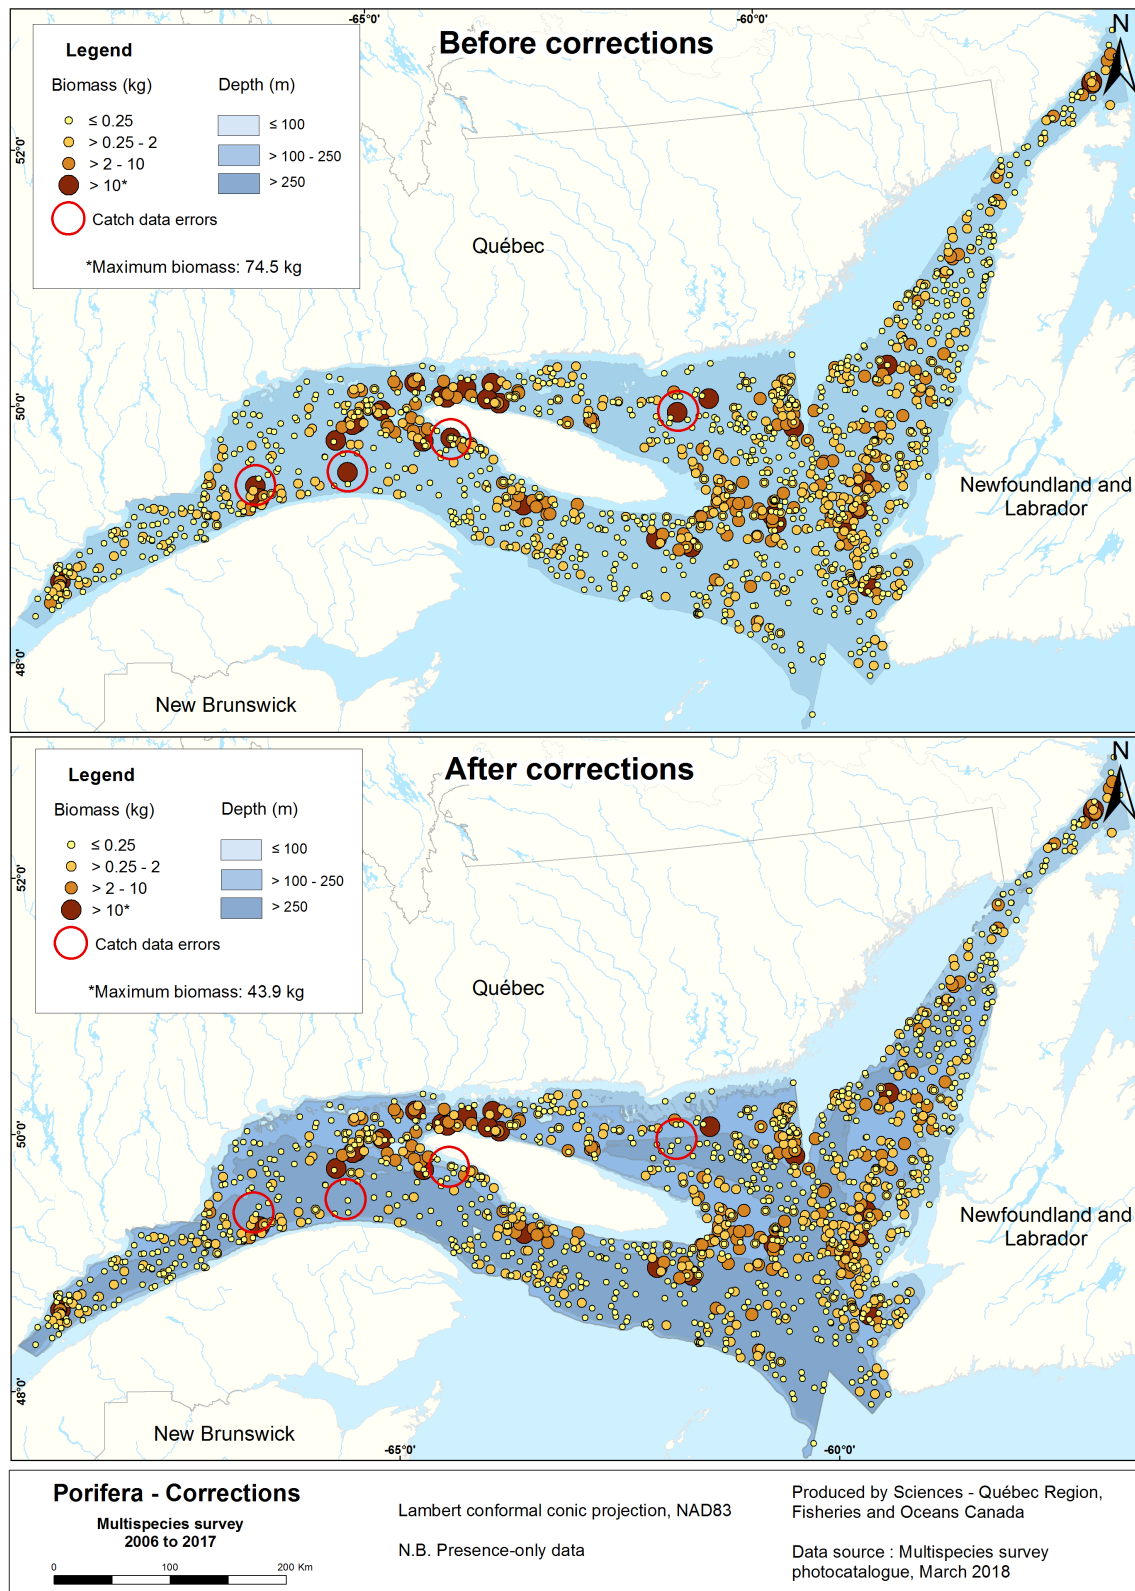 -65°0'
-60°0'
Before corrections
N
Legend
Biomass (kg)
Depth (m)
≤ 0.25
> 0.25 - 2
> 2 - 10
> 10*
≤ 100
> 100 - 250
> 250
Catch data errors
*Maximum biomass: 74.5 kg
52°0'
50°0'
48°0'
Québec
Newfoundland and
Labrador
New Brunswick
After corrections
N
Legend
Biomass (kg)
Depth (m)
≤ 0.25
> 0.25 - 2
> 2 - 10
> 10*
≤ 100
> 100 - 250
> 250
Catch data errors
*Maximum biomass: 43.9 kg
52°0'
50°0'
48°0'
Québec
Newfoundland and
Labrador
New Brunswick
-65°0'
-60°0'
Porifera - Corrections
Multispecies survey
2006 to 2017
0 100 200 Km
Lambert conformal conic projection, NAD83
N.B. Presence-only data
Produced by Sciences - Québec Region,
Fisheries and Oceans Canada
Data source : Multispecies survey
photocatalogue, March 2018